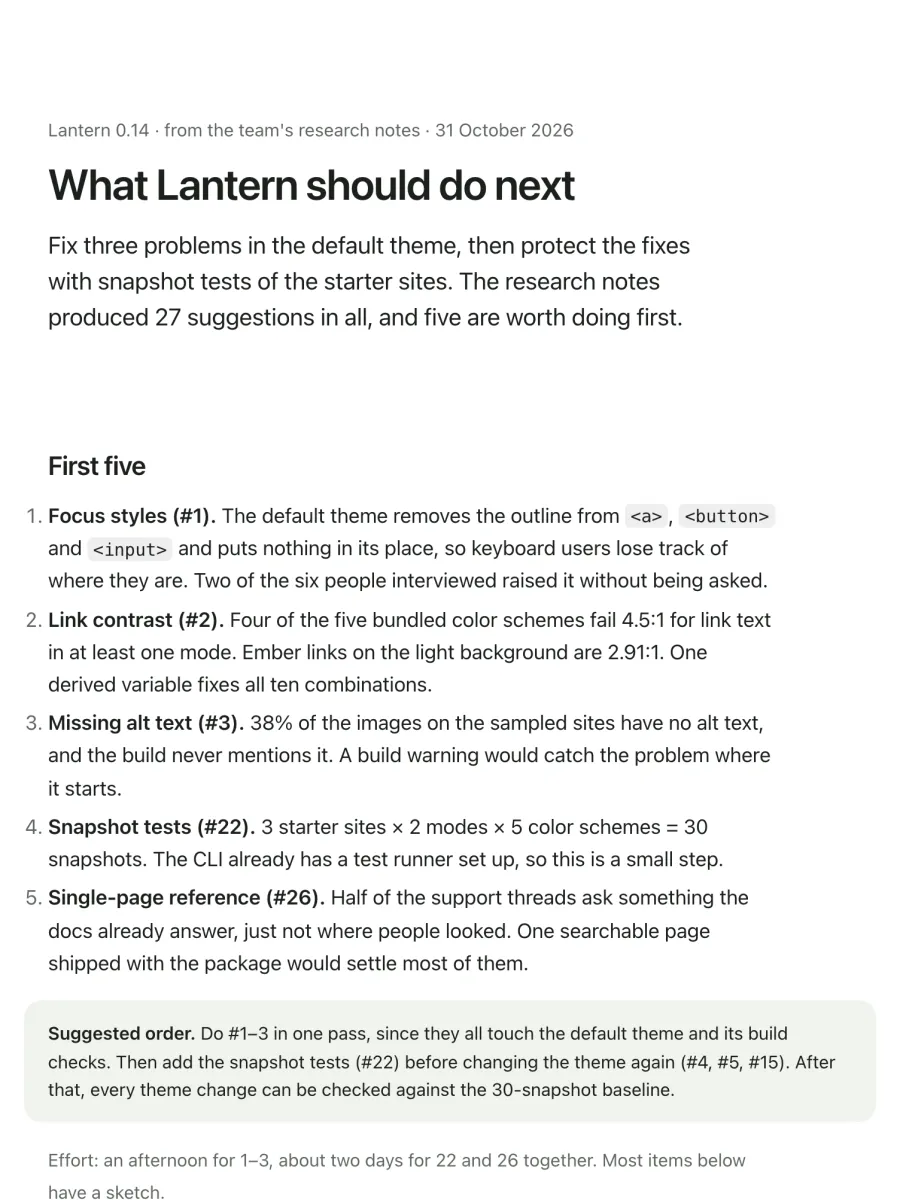 Lantern 0.14 · from the team's research notes · 31 October 2026
What Lantern should do next
Fix three problems in the default theme, then protect the fixes
with snapshot tests of the starter sites. The research notes
produced 27 suggestions in all, and five are worth doing first.
First five
1. Focus styles (#1). The default theme removes the outline from <a>, <button>
and <input> and puts nothing in its place, so keyboard users lose track of
where they are. Two of the six people interviewed raised it without being asked.
2. Link contrast (#2). Four of the five bundled color schemes fail 4.5:1 for link text
in at least one mode. Ember links on the light background are 2.91:1. One
derived variable fixes all ten combinations.
3. Missing alt text (#3). 38% of the images on the sampled sites have no alt text,
and the build never mentions it. A build warning would catch the problem where
it starts.
4. Snapshot tests (#22). 3 starter sites × 2 modes × 5 color schemes = 30
snapshots. The CLI already has a test runner set up, so this is a small step.
5. Single-page reference (#26). Half of the support threads ask something the
docs already answer, just not where people looked. One searchable page
shipped with the package would settle most of them.
Suggested order. Do #1–3 in one pass, since they all touch the default theme and its build
checks. Then add the snapshot tests (#22) before changing the theme again (#4, #5, #15). After
that, every theme change can be checked against the 30-snapshot baseline.
Effort: an afternoon for 1–3, about two days for 22 and 26 together. Most items below
have a sketch.